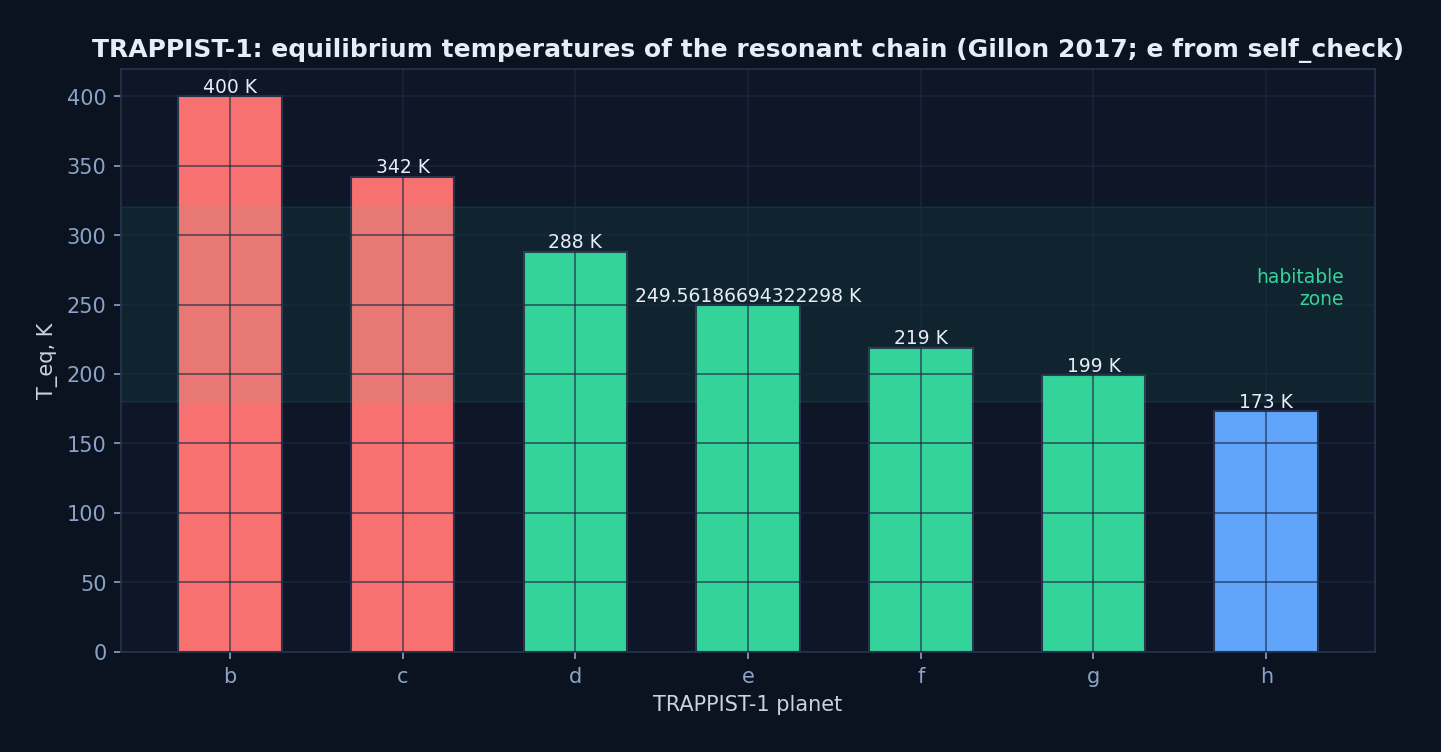 TRAPPIST-1: equilibrium temperatures of the resonant chain (Gillon 2017; e from self_check)
T_eq, K
400
350
300
250
200
150
100
50
0
400 K
342 K
288 K
249.56186694322298 K
219 K
199 K
173 K
habitable
zone
b
c
d
e
f
g
h
TRAPPIST-1 planet